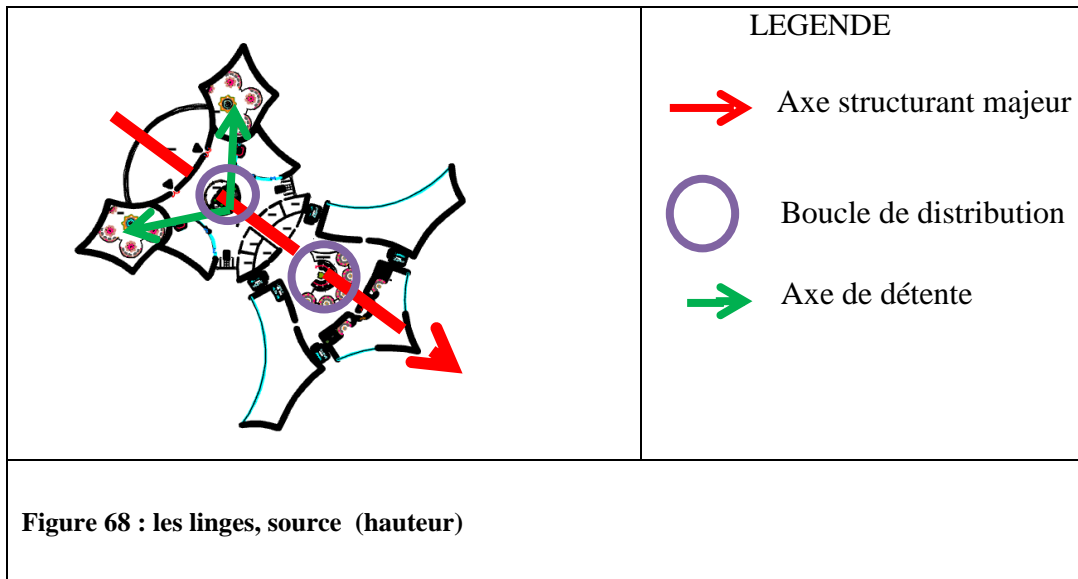 LEGENDE
Axe structurant majeur
Boucle de distribution
Axe de détente
Figure 68 : les linges, source (hauteur)